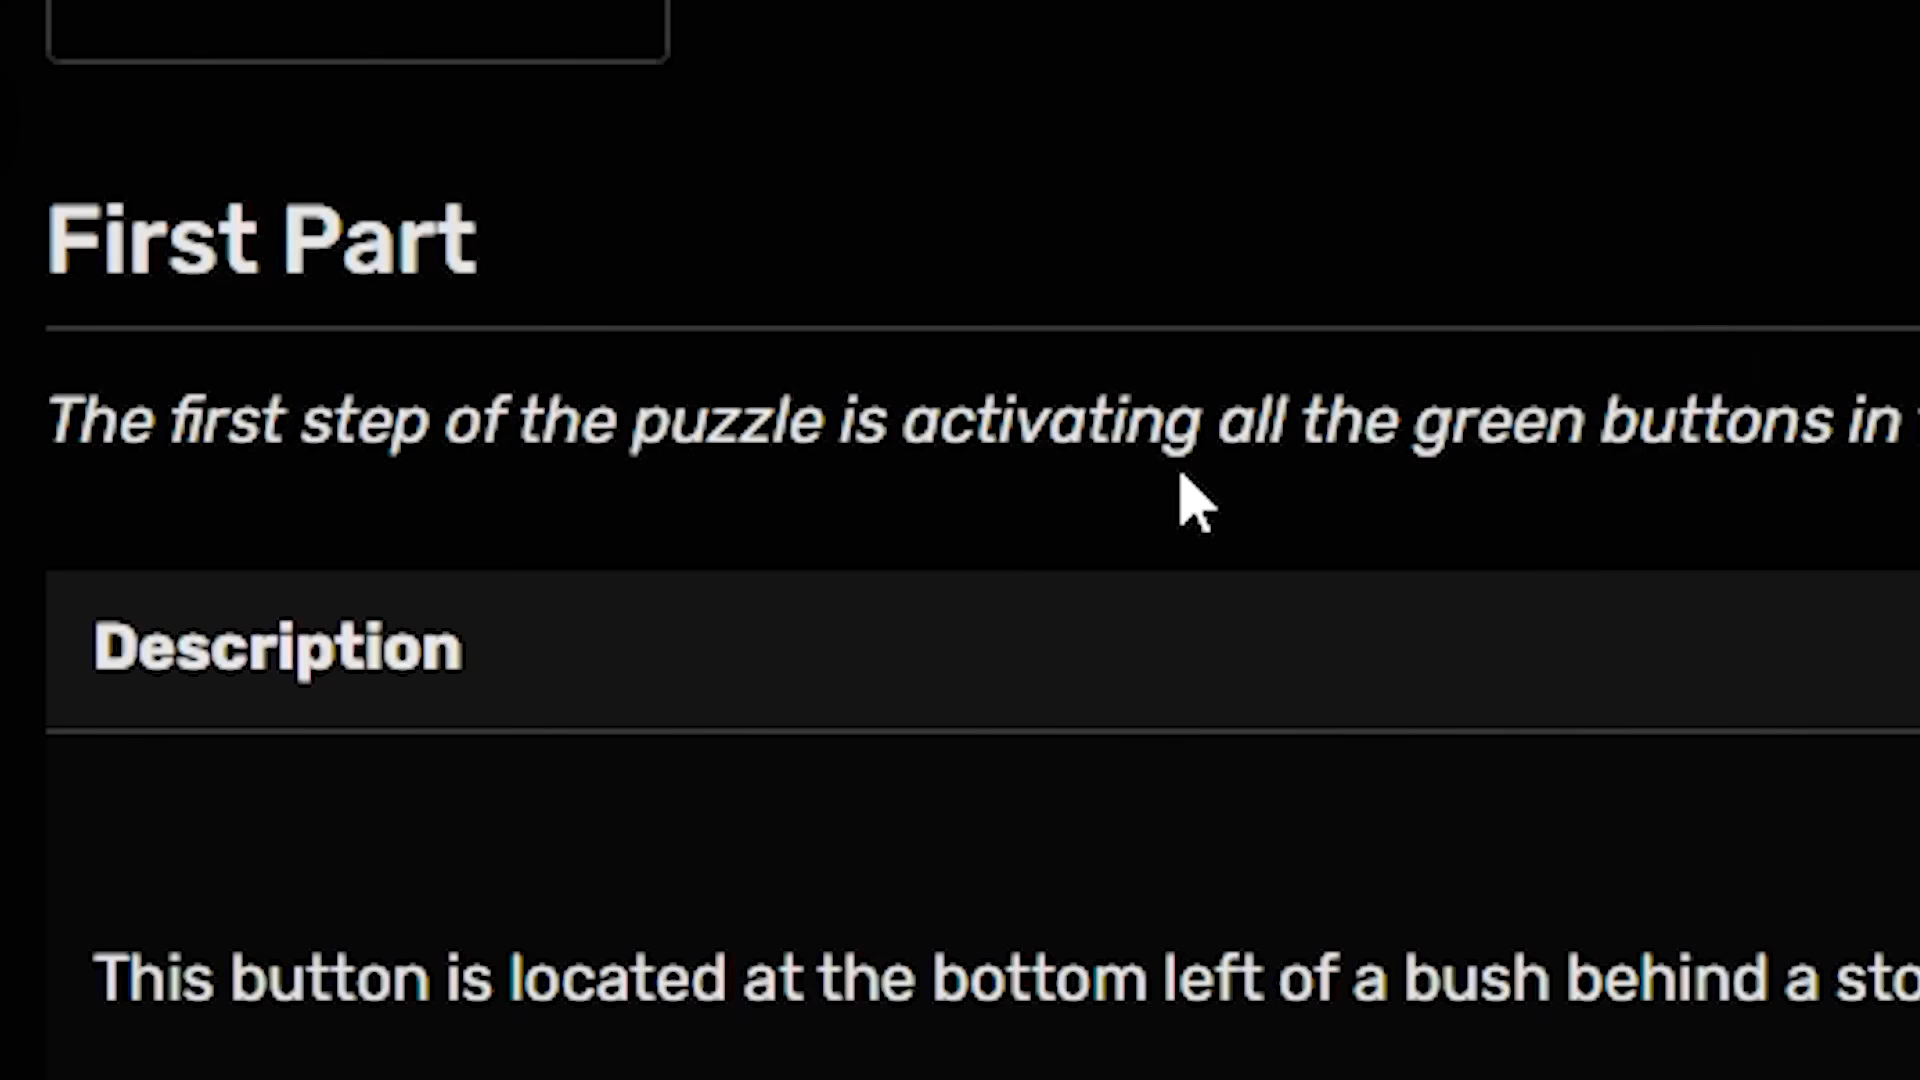 First Part
The first step of the puzzle is activating all the green buttons in
Description
This button is located at the bottom left of a bush behind a sto